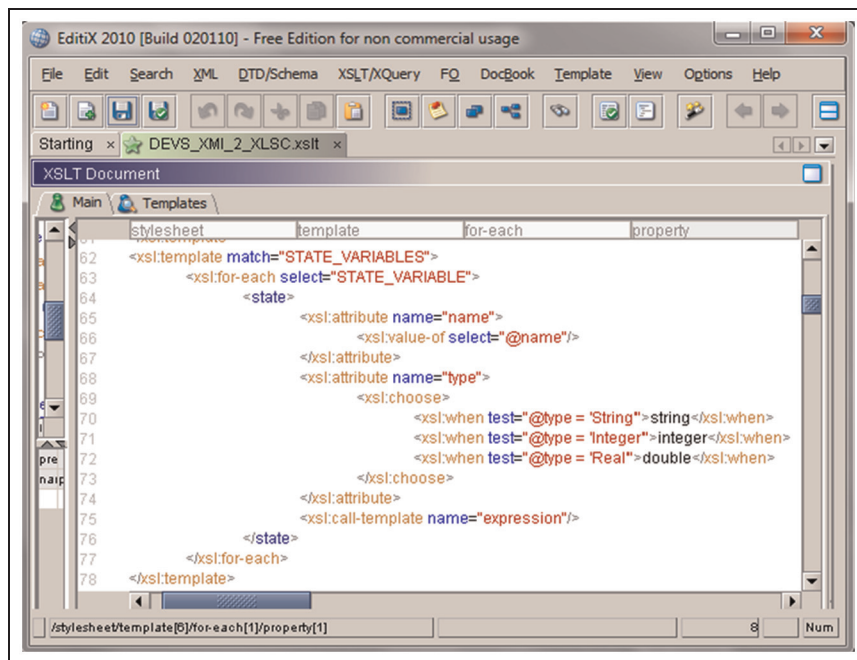 EditiX 2010 [Build 020110] - Free Edition for non commercial usage
File Edit Search XML DTD/Schema XSLT/XQuery FO DocBook Template View Options Help
Starting × DEVS_XMI_2_XLSC.xslt ×
XSLT Document
Main Templates
stylesheet template for-each property
62 <xsl:template match="STATE_VARIABLES">
63 <xsl:for-each select="STATE_VARIABLE">
64 <state>
65 <xsl:attribute name="name">
66 <xsl:value-of select="@name"/>
67 </xsl:attribute>
68 <xsl:attribute name="type">
69 <xsl:choose>
70 <xsl:when test="@type = 'String'">string</xsl:when>
71 <xsl:when test="@type = 'Integer'">integer</xsl:when>
72 <xsl:when test="@type = 'Real'">double</xsl:when>
73 </xsl:choose>
74 </xsl:attribute>
75 <xsl:call-template name="expression"/>
76 </state>
77 </xsl:for-each>
78 </xsl:template>
pre
/stylesheet/template[6]/for-each[1]/property[1] 8 Num